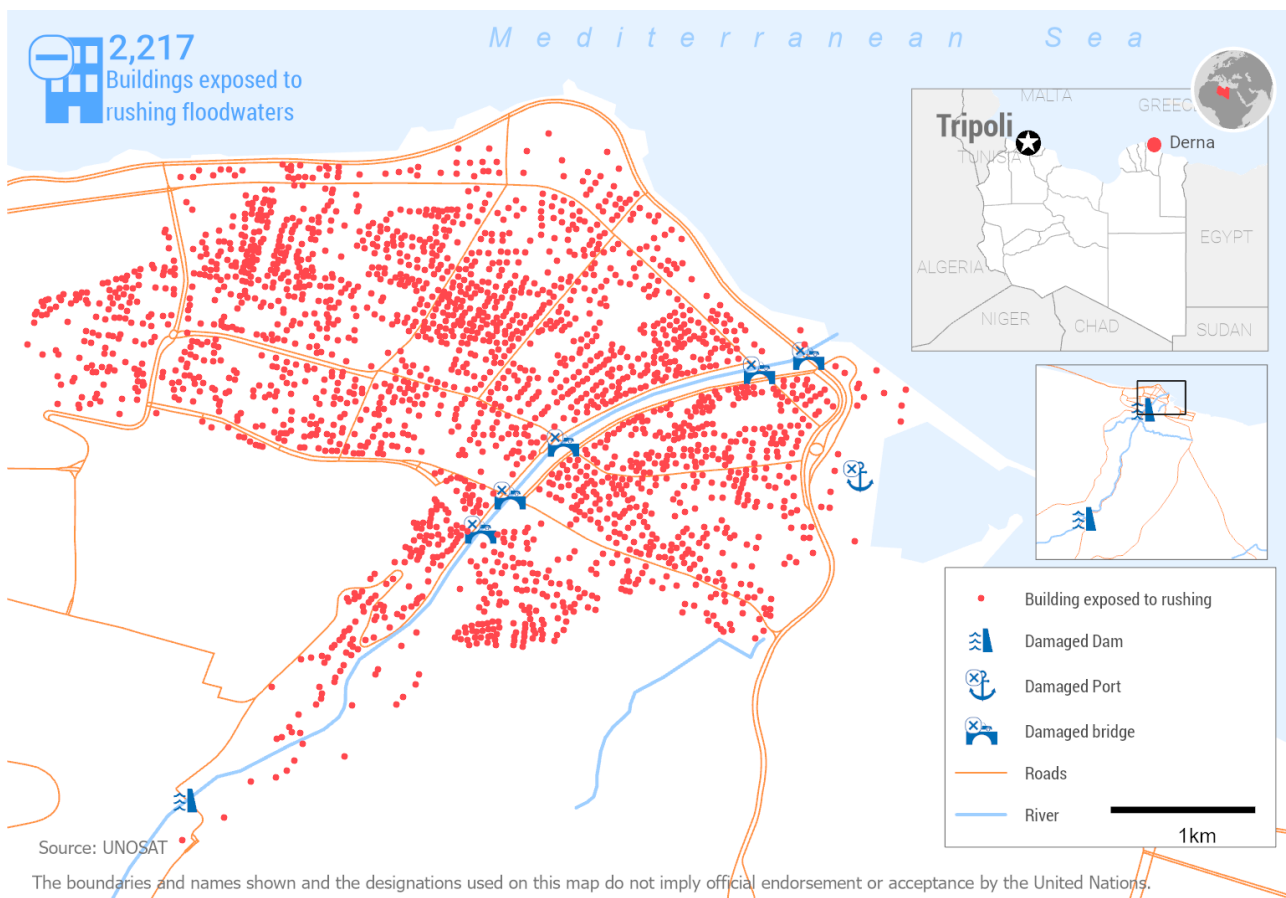 2,217
Buildings exposed to
rushing floodwaters
Mediterranean Sea
MALTA
GREEC
Tripoli
TUNISIA
Derna
EGYPT
ALGERIA
NIGER
CHAD
SUDAN
Building exposed to rushing
Damaged Dam
Damaged Port
Damaged bridge
Roads
River
1km
Source: UNOSAT
The boundaries and names shown and the designations used on this map do not imply official endorsement or acceptance by the United Nations.